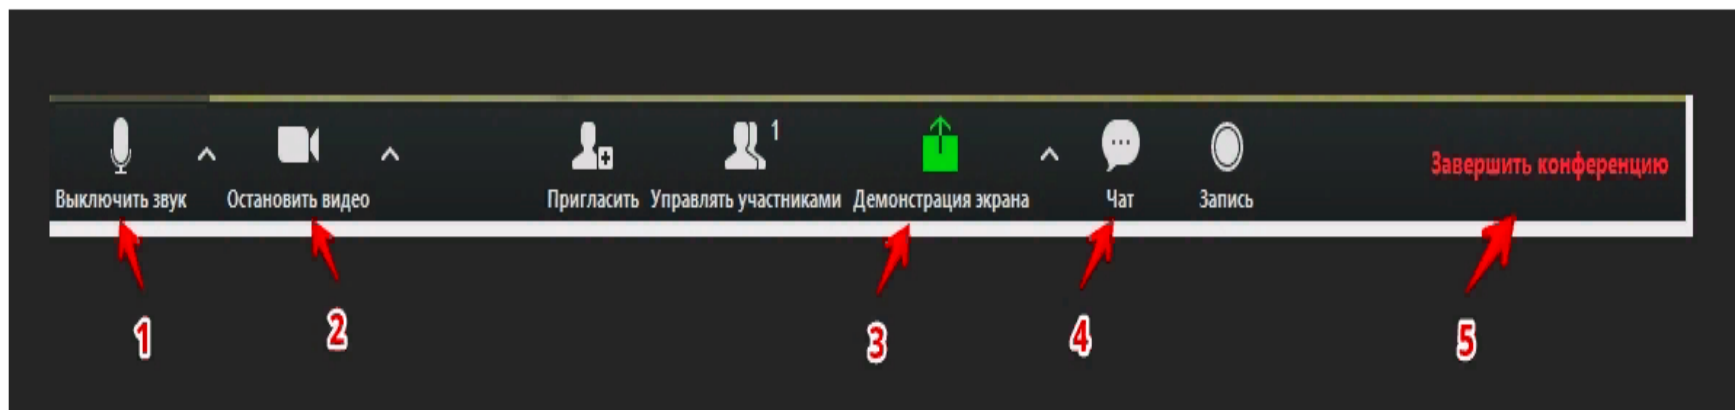 1
Выключить звук
Остановить видео
Пригласить
Управлять участниками
Демонстрация экрана
Чат
Запись
Завершить конференцию
1
2
3
4
5